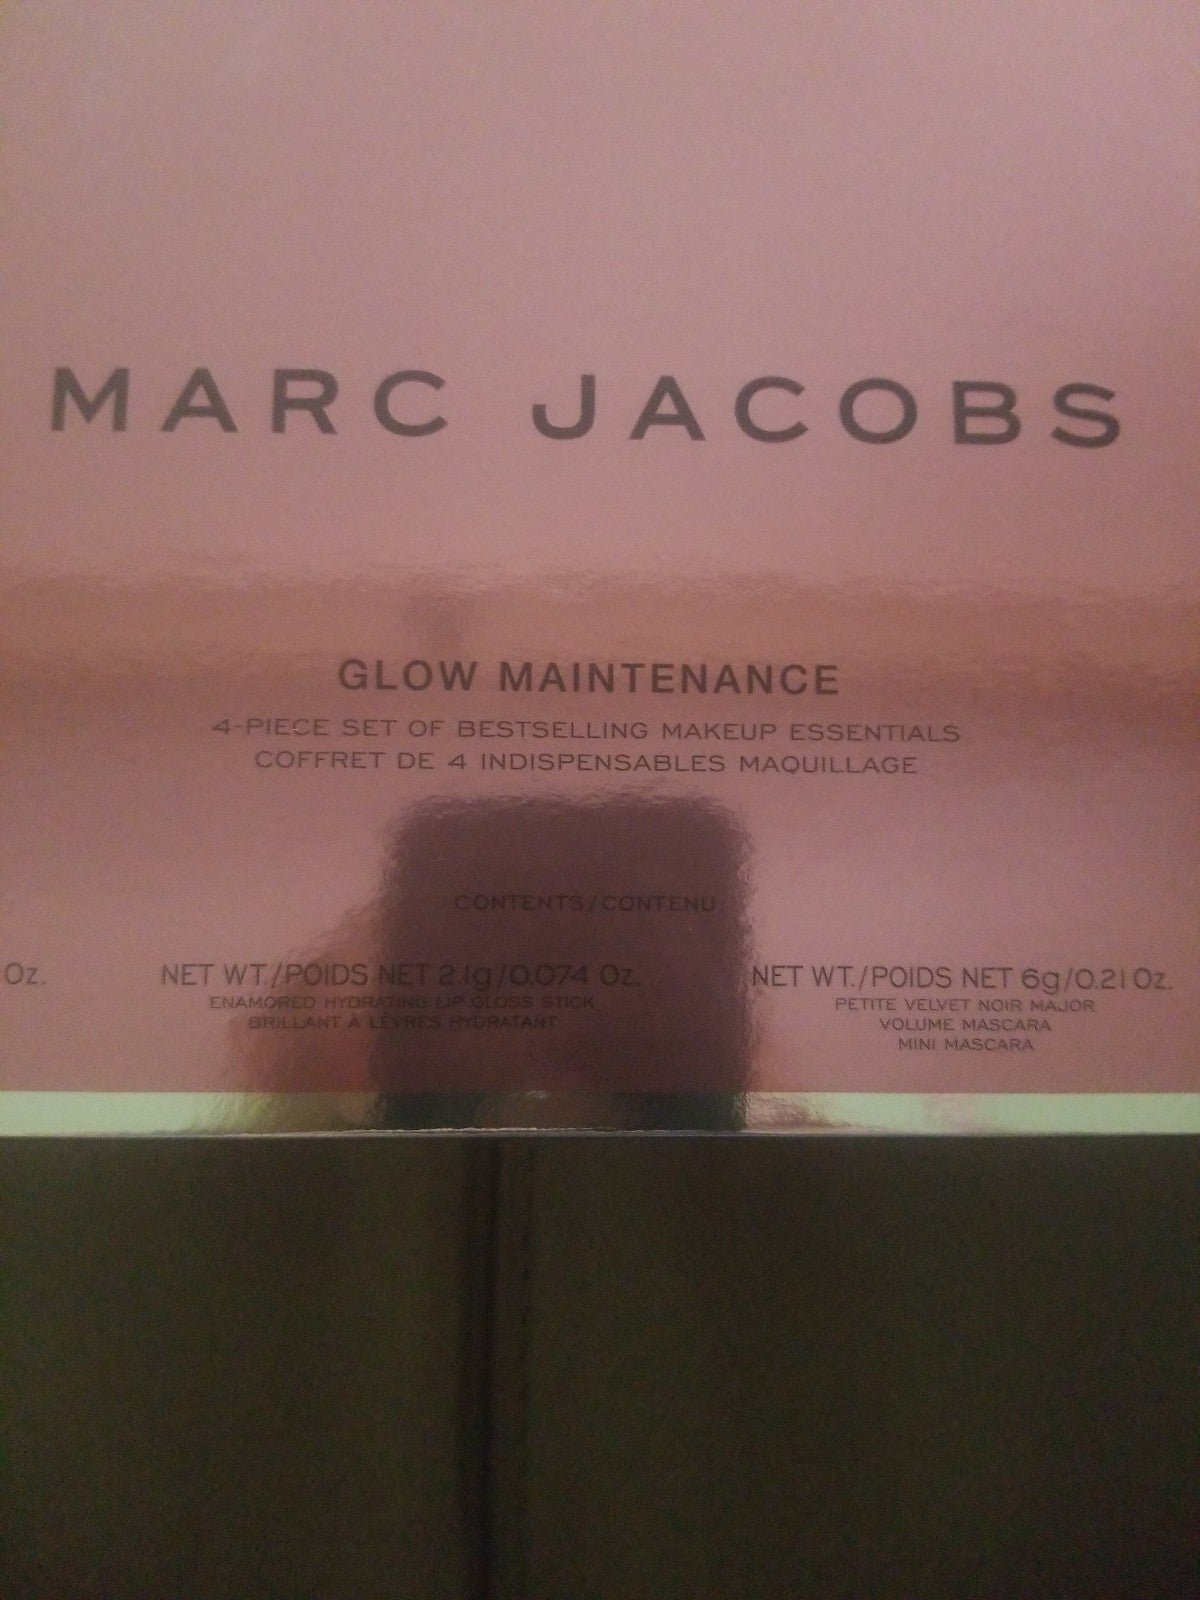 MARC JACOBS
GLOW MAINTENANCE
4-PIECE SET OF BESTSELLING MAKEUP ESSENTIALS
COFFRET DE 4 INDISPENSABLES MAQUILLAGE
CONTENTS/CONTENU
Oz.
NET WT./POIDS NET 2.1g/0.074 Oz.
ENAMORED HYDRATING LIP GLOSS STICK
BRILLANT À LÈVRES HYDRATANT
NET WT./POIDS NET 6g/0.21 Oz.
PETITE VELVET NOIR MAJOR
VOLUME MASCARA
MINI MASCARA